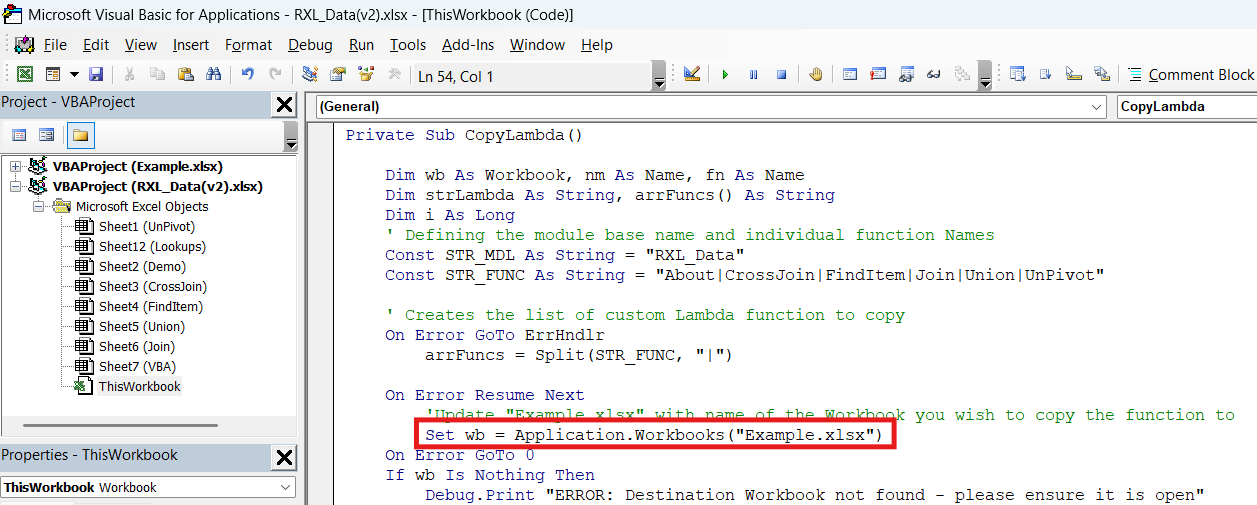 Microsoft Visual Basic for Applications - RXL_Data(v2).xlsx - [ThisWorkbook (Code)]
File Edit View Insert Format Debug Run Tools Add-Ins Window Help
Ln 54, Col 1
Comment Block
Project - VBAProject
VBAProject (Example.xlsx)
VBAProject (RXL_Data(v2).xlsx)
Microsoft Excel Objects
Sheet1 (UnPivot)
Sheet12 (Lookups)
Sheet2 (Demo)
Sheet3 (CrossJoin)
Sheet4 (FindItem)
Sheet5 (Union)
Sheet6 (Join)
Sheet7 (VBA)
ThisWorkbook
Properties - ThisWorkbook
ThisWorkbook Workbook
(General)
CopyLambda
Private Sub CopyLambda()
Dim wb As Workbook, nm As Name, fn As Name
Dim strLambda As String, arrFuncs() As String
Dim i As Long
' Defining the module base name and individual function Names
Const STR_MDL As String = "RXL_Data"
Const STR_FUNC As String = "About|CrossJoin|FindItem|Join|Union|UnPivot"
' Creates the list of custom Lambda function to copy
On Error GoTo ErrHndlr
arrFuncs = Split(STR_FUNC, "|")
On Error Resume Next
'Update "Example.xlsx" with name of the Workbook you wish to copy the function to
Set wb = Application.Workbooks("Example.xlsx")
On Error GoTo 0
If wb Is Nothing Then
Debug.Print "ERROR: Destination Workbook not found - please ensure it is open"